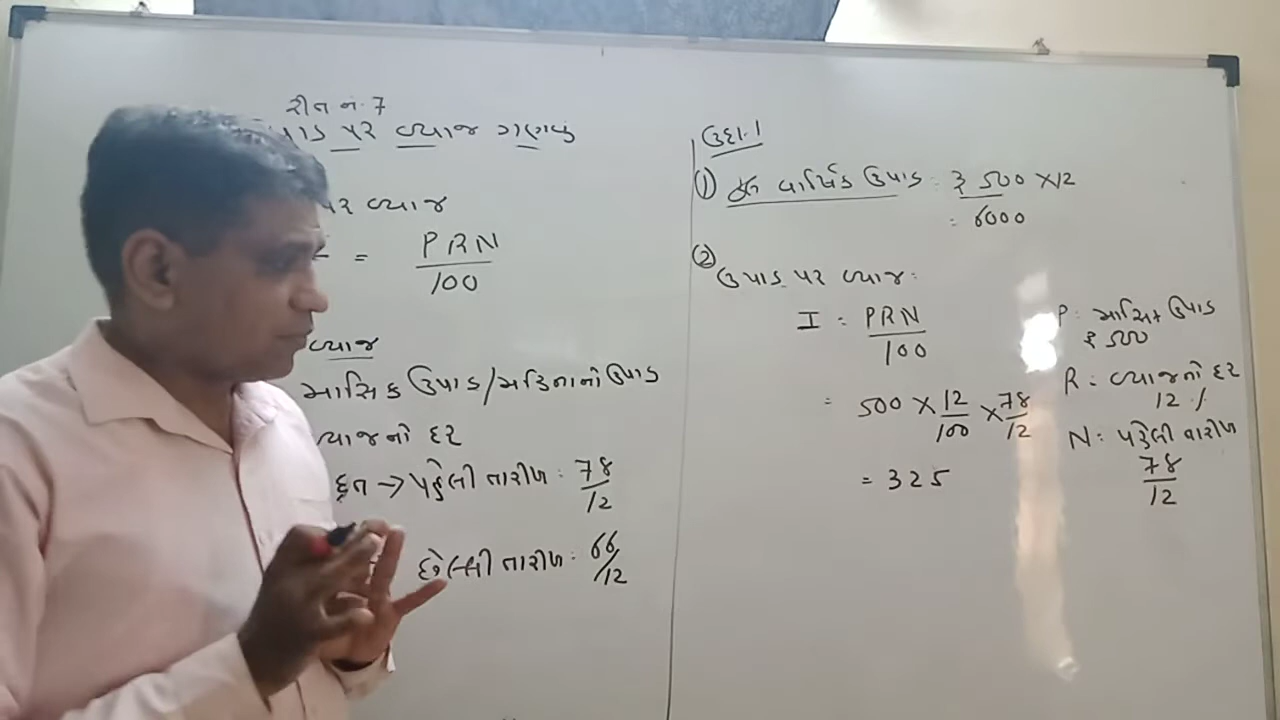 રીત નં. 7
પર વ્યાજ ગણવું
પર વ્યાજ
= PRN
100
વ્યાજ
માસિક ઉપાડ/મહિનાનો ઉપાડ
વ્યાજનો દર
પહેલી તારીખ : 78
12
છેલ્લી તારીખ : 66
/12
ઉદા. 1
(1) કુલ વાર્ષિક ઉપાડ : ₹ 500 X12
= 6000
(2)
ઉપાડ પર વ્યાજ :
I = PRN
100
= 500 X 12 X 78
100 12
= 325
P : માસિક ઉપાડ
₹ 500
R : વ્યાજનો દર
12 %
N : પહેલી તારીખ
78
12